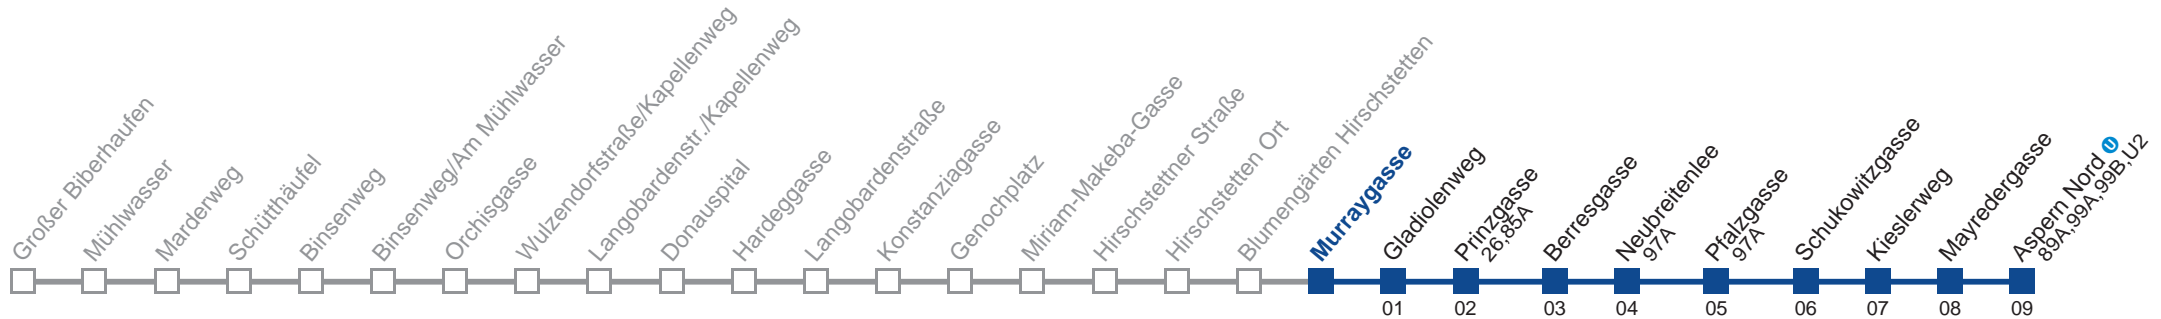 Großer Biberhaufen
Mühlwasser
Marderweg
Schütthäufel
Binsenweg
Binsenweg/Am Mühlwasser
Orchisgasse
Wulzendorfstraße/Kapellenweg
Langobardenstr./Kapellenweg
Donauspital
Hardeggasse
Langobardenstraße
Konstanziagasse
Genochplatz
Miriam-Makeba-Gasse
Hirschstettner Straße
Hirschstetten Ort
Blumengärten Hirschstetten
Murraygasse
Gladiolenweg
Prinzgasse
26,85A
Berresgasse
Neubreitenlee
97A
Pfalzgasse
97A
Schukowitzgasse
Kieslerweg
Mayredergasse
Aspern Nord U
89A,99A,99B,U2
01 02 03 04 05 06 07 08 09